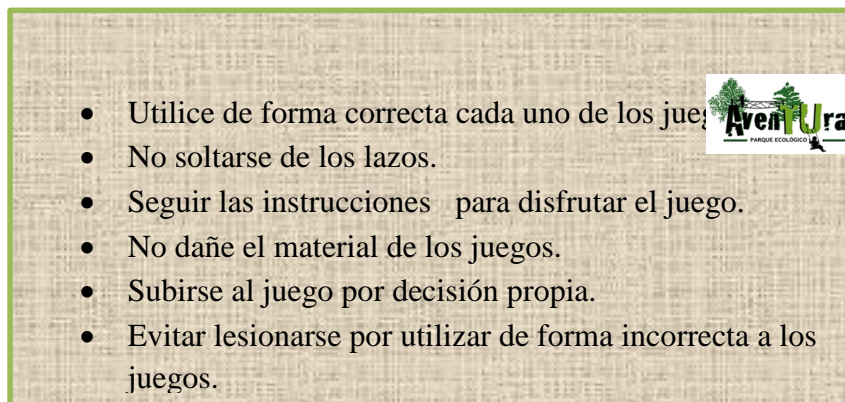 • Utilice de forma correcta cada uno de los jueg
• No soltarse de los lazos.
• Seguir las instrucciones para disfrutar el juego.
• No dañe el material de los juegos.
• Subirse al juego por decisión propia.
• Evitar lesionarse por utilizar de forma incorrecta a los
juegos.
AvenTUra
PARQUE ECOLÓGICO